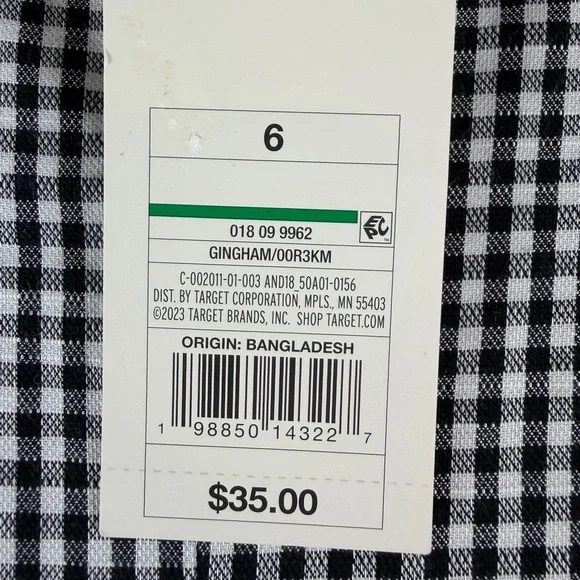 6
EPC™
018 09 9962
GINGHAM/00R3KM
C-002011-01-003 AND18_50A01-0156
DIST. BY TARGET CORPORATION, MPLS., MN 55403
©2023 TARGET BRANDS, INC. SHOP TARGET.COM
ORIGIN: BANGLADESH
1 98850 14322 7
$35.00